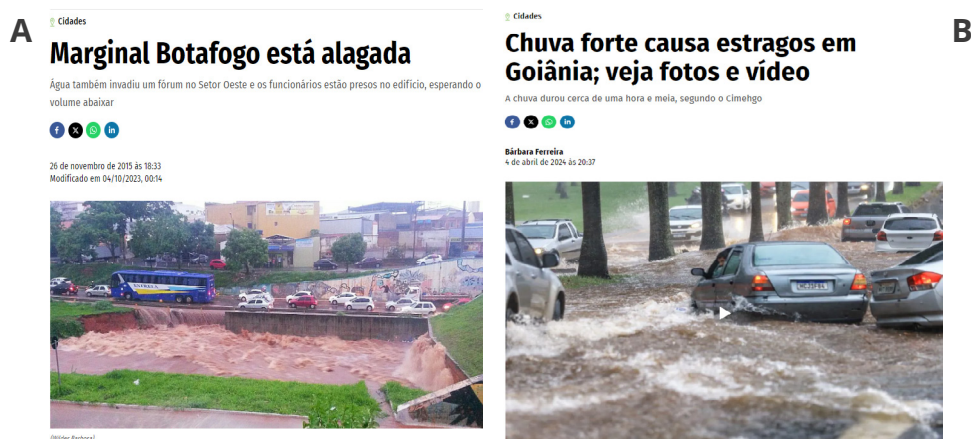 A
Cidades
Marginal Botafogo está alagada
Água também invadiu um fórum no Setor Oeste e os funcionários estão presos no edifício, esperando o
volume abaixar
26 de novembro de 2015 às 18:33
Modificado em 04/10/2023, 00:14
ESTRELA
B
Cidades
Chuva forte causa estragos em
Goiânia; veja fotos e vídeo
A chuva durou cerca de uma hora e meia, segundo o Cimehgo
Bárbara Ferreira
4 de abril de 2024 às 20:37